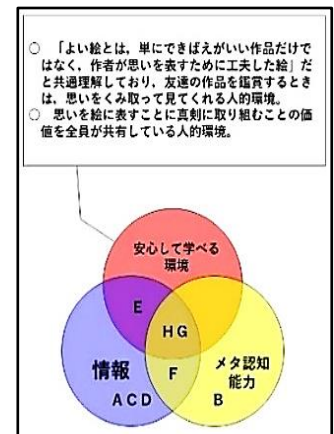 ○ 「よい絵とは，単にできばえがいい作品だけで
はなく，作者が思いを表すために工夫した絵」だ
と共通理解しており，友達の作品を鑑賞するとき
は，思いをくみ取って見てくれる人的環境。
○ 思いを絵に表すことに真剣に取り組むことの価
値を全員が共有している人的環境。
安心して学べる
環境
E
HG
情報
F
メタ認知
能力
ACD
B